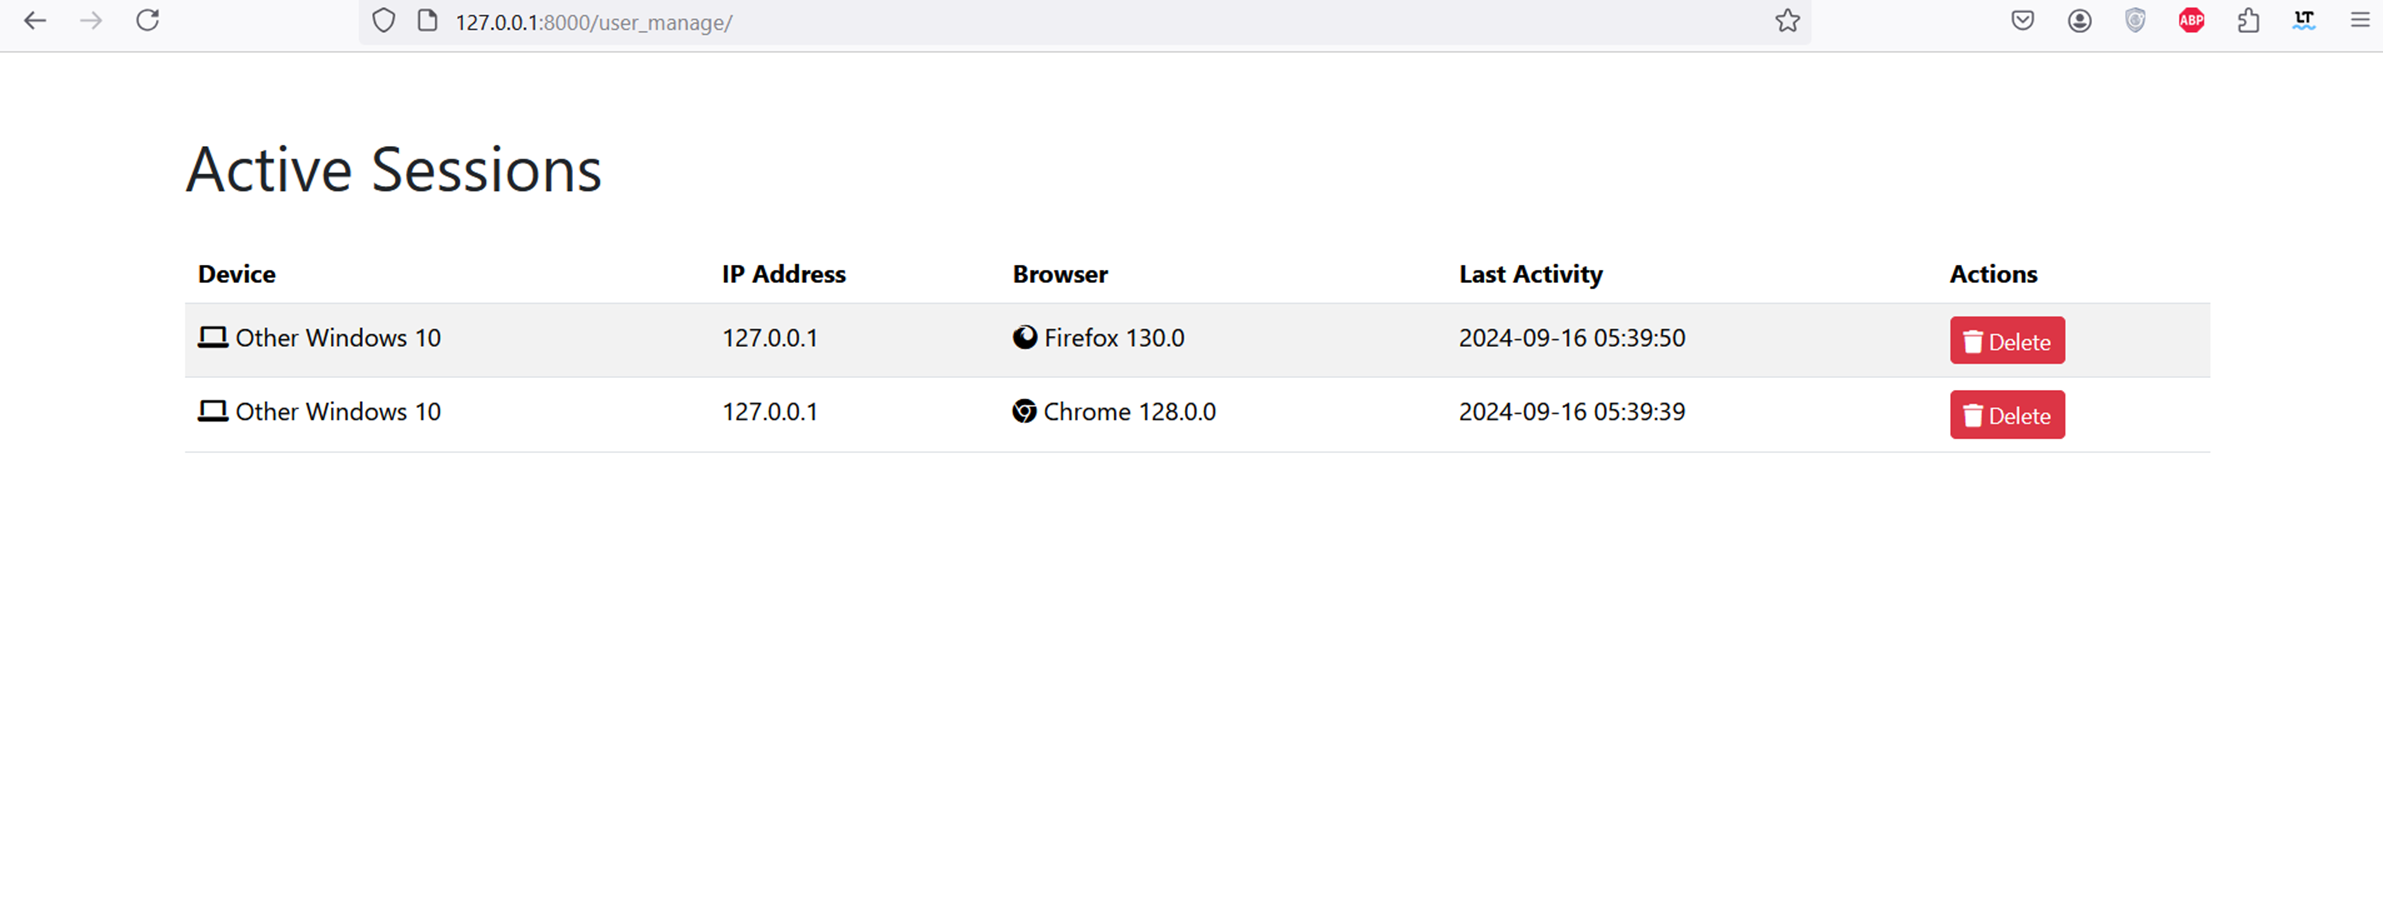 127.0.0.1:8000/user_manage/
ABP
LT
Active Sessions
Device IP Address Browser Last Activity Actions
Other Windows 10 127.0.0.1 Firefox 130.0 2024-09-16 05:39:50 Delete
Other Windows 10 127.0.0.1 Chrome 128.0.0 2024-09-16 05:39:39 Delete